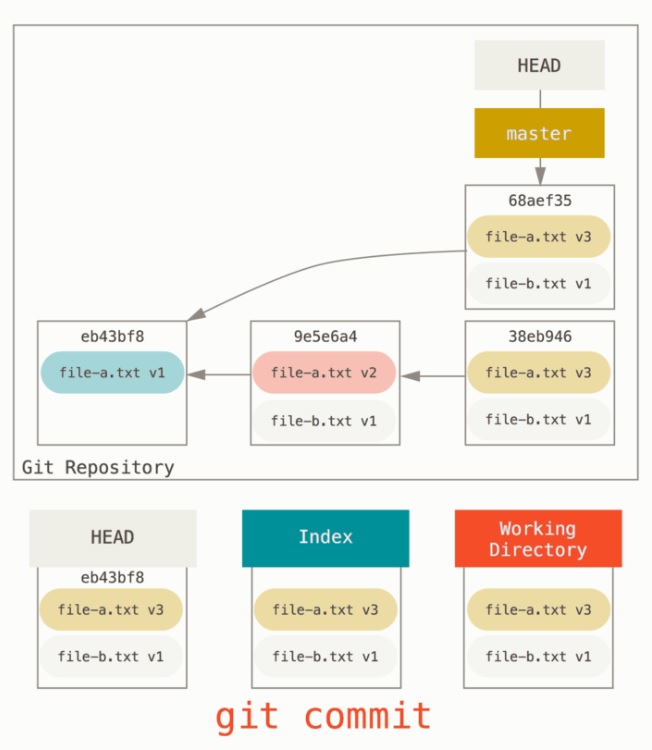 HEAD
master
68aef35
file-a.txt v3
file-b.txt v1
eb43bf8
file-a.txt v1
9e5e6a4
file-a.txt v2
file-b.txt v1
38eb946
file-a.txt v3
file-b.txt v1
Git Repository
HEAD
eb43bf8
file-a.txt v3
file-b.txt v1
Index
file-a.txt v3
file-b.txt v1
Working
Directory
file-a.txt v3
file-b.txt v1
git commit